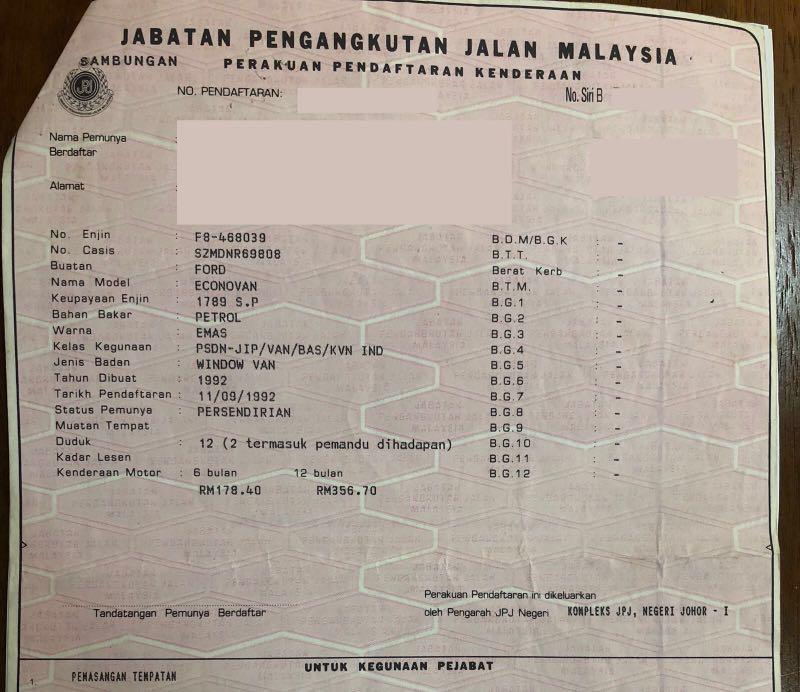 JABATAN PENGANGKUTAN JALAN MALAYSIA
SAMBUNGAN
PERAKUAN PENDAFTARAN KENDERAAN
JPJ
NO. PENDAFTARAN:
No. Siri B
Nama Pemunya :
Berdaftar
Alamat :
No. Enjin : F8-468039 B.D.M/B.G.K : -
No. Casis : SZMDNR69808 B.T.T. : -
Buatan : FORD Berat Kerb : -
Nama Model : ECONOVAN B.T.M. : -
Keupayaan Enjin : 1789 S.P B.G.1 : -
Bahan Bakar : PETROL B.G.2 : -
Warna : EMAS B.G.3 : -
Kelas Kegunaan : PSDN-JIP/VAN/BAS/KVN IND B.G.4 : -
Jenis Badan : WINDOW VAN B.G.5 : -
Tahun Dibuat : 1992 B.G.6 : -
Tarikh Pendaftaran : 11/09/1992 B.G.7 : -
Status Pemunya : PERSENDIRIAN B.G.8 : -
Muatan Tempat B.G.9 : -
Duduk : 12 (2 termasuk pemandu dihadapan) B.G.10 : -
Kadar Lesen B.G.11 : -
Kenderaan Motor : 6 bulan 12 bulan B.G.12 : -
RM178.40 RM356.70
Perakuan Pendaftaran ini dikeluarkan
Tandatangan Pemunya Berdaftar oleh Pengarah JPJ Negeri KOMPLEKS JPJ, NEGERI JOHOR - I
UNTUK KEGUNAAN PEJABAT
1. PEMASANGAN TEMPATAN